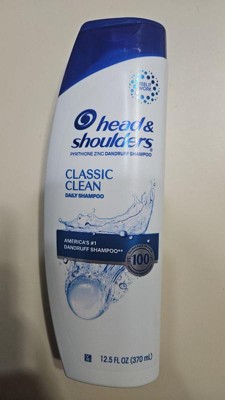 head&
shoulders
PYRITHIONE ZINC DANDRUFF SHAMPOO
CLASSIC
CLEAN
DAILY SHAMPOO
AMERICA'S #1
DANDRUFF SHAMPOO**
100
12.5 FL OZ (370 mL)